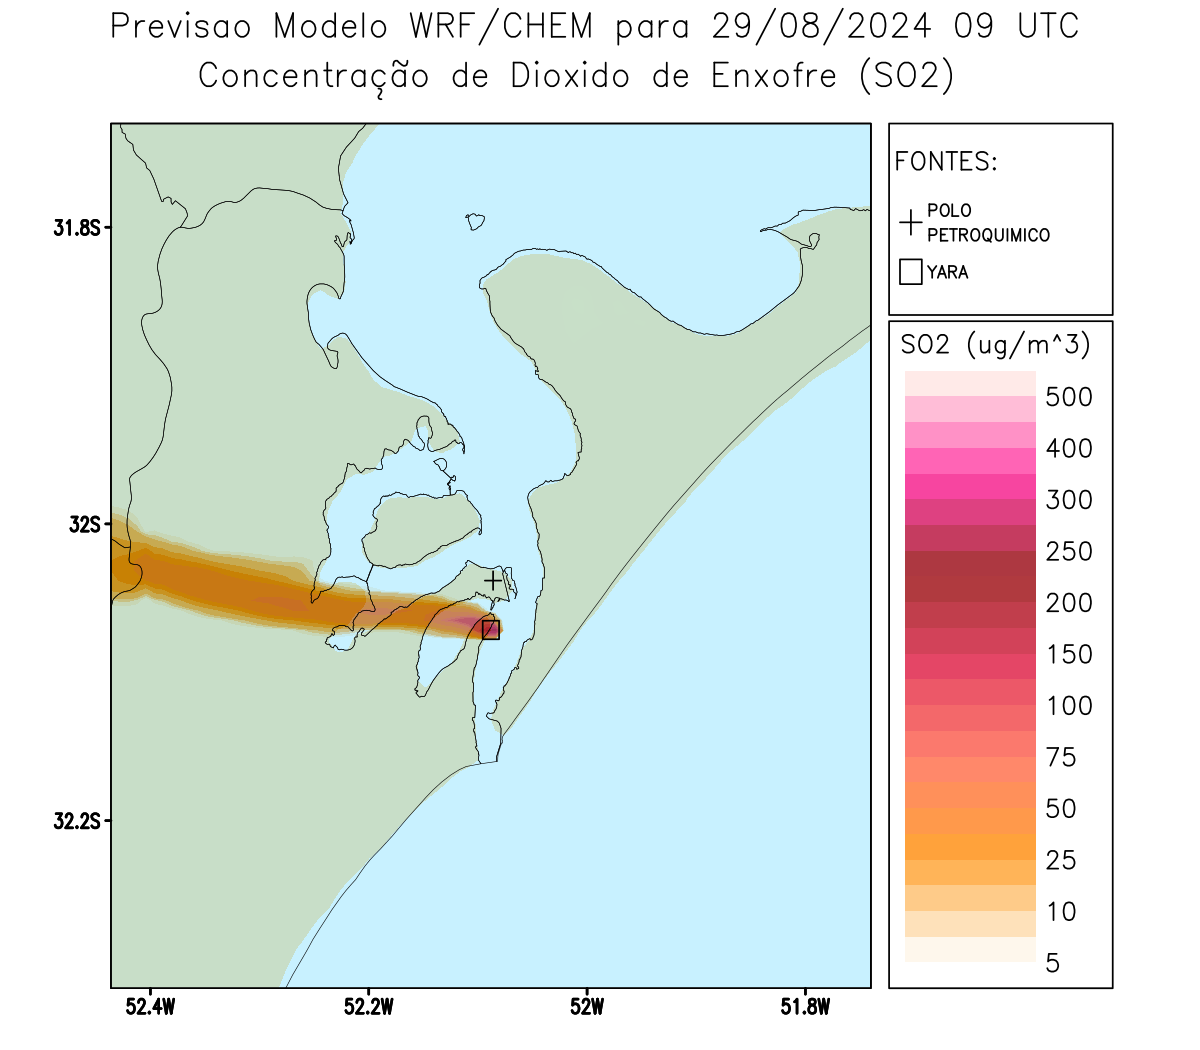 Previsao Modelo WRF/CHEM para 29/08/2024 09 UTC
Concentração de Dioxido de Enxofre (SO2)
FONTES:
POLO
PETROQUIMICO
YARA
SO2 (ug/m^3)
500
400
300
250
200
150
100
75
50
25
10
5
31.8S
32S
32.2S
52.4W
52.2W
52W
51.8W